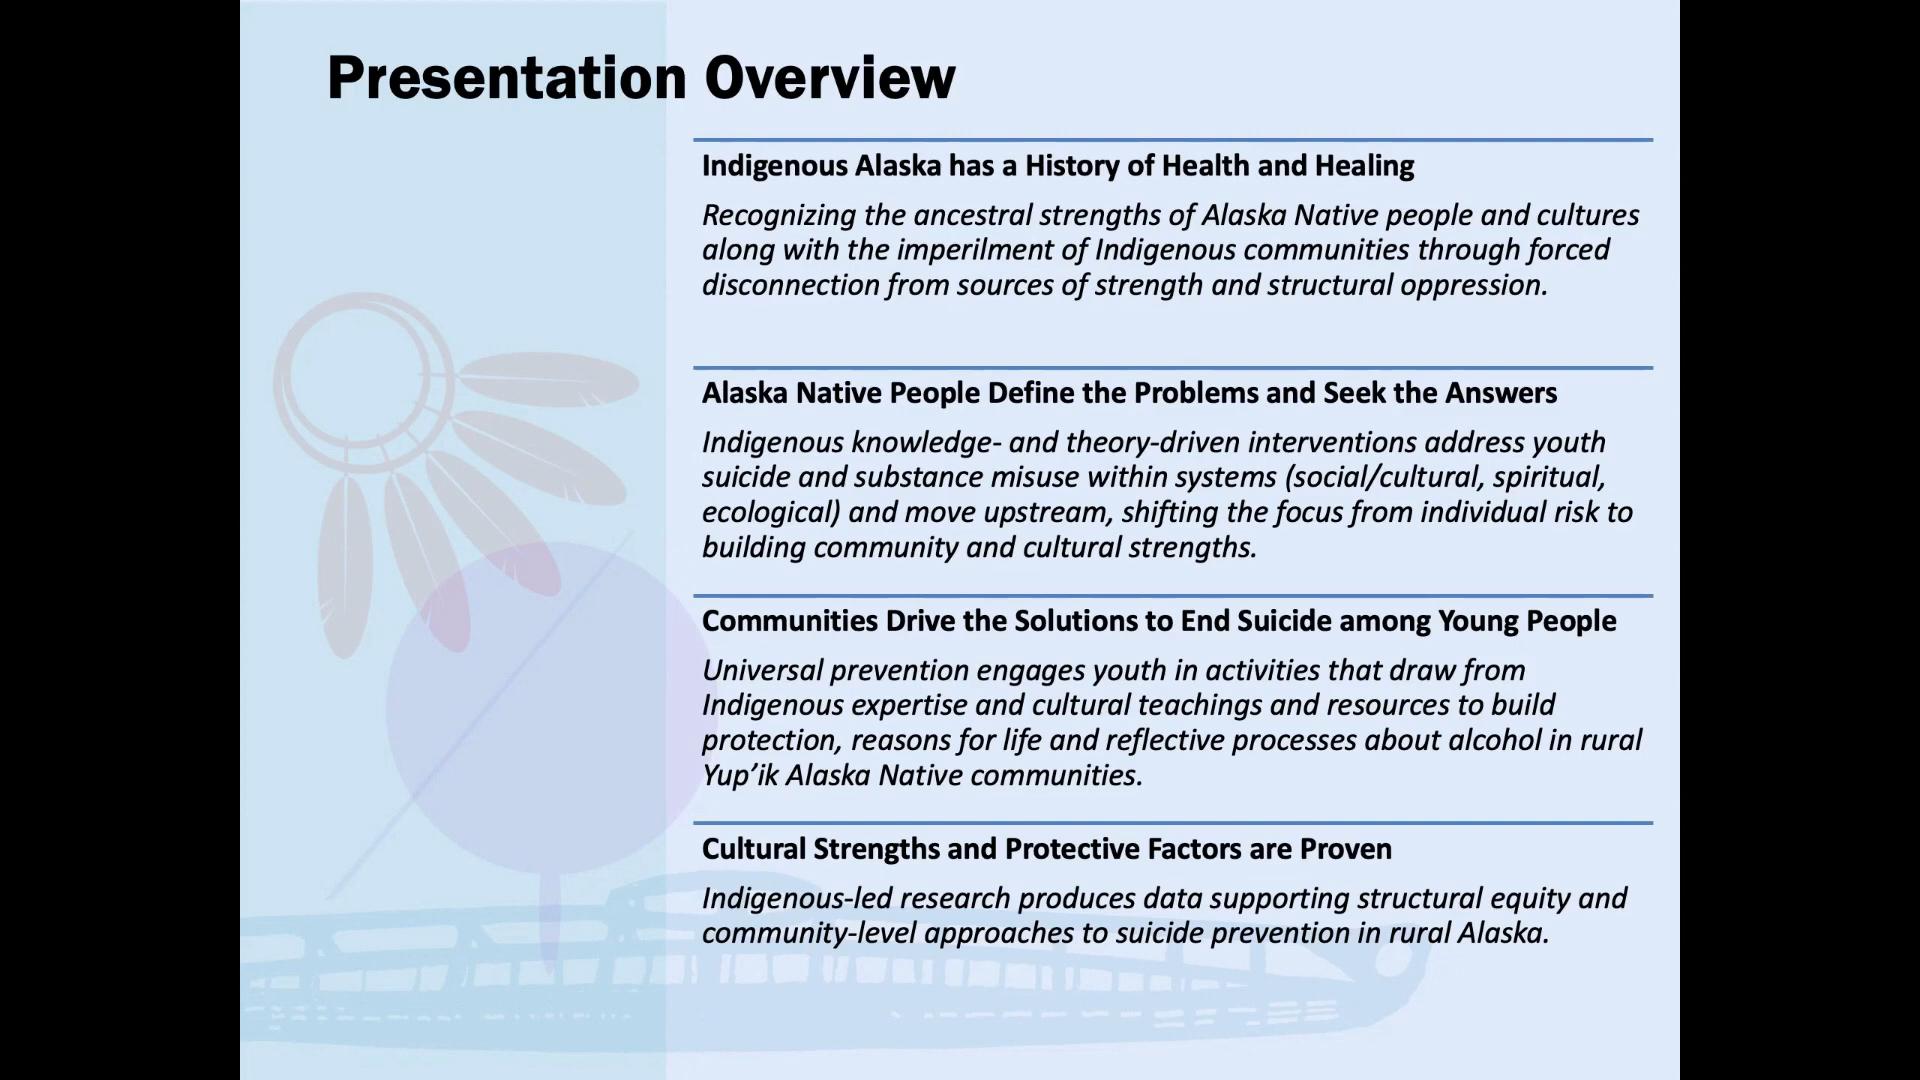 Presentation Overview
Indigenous Alaska has a History of Health and Healing
Recognizing the ancestral strengths of Alaska Native people and cultures
along with the imperilment of Indigenous communities through forced
disconnection from sources of strength and structural oppression.
Alaska Native People Define the Problems and Seek the Answers
Indigenous knowledge- and theory-driven interventions address youth
suicide and substance misuse within systems (social/cultural, spiritual,
ecological) and move upstream, shifting the focus from individual risk to
building community and cultural strengths.
Communities Drive the Solutions to End Suicide among Young People
Universal prevention engages youth in activities that draw from
Indigenous expertise and cultural teachings and resources to build
protection, reasons for life and reflective processes about alcohol in rural
Yup’ik Alaska Native communities.
Cultural Strengths and Protective Factors are Proven
Indigenous-led research produces data supporting structural equity and
community-level approaches to suicide prevention in rural Alaska.